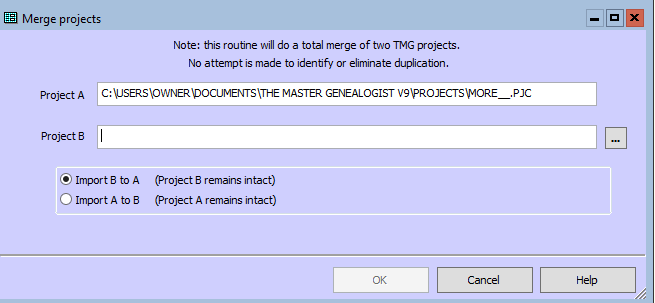 Merge projects
Note: this routine will do a total merge of two TMG projects.
No attempt is made to identify or eliminate duplication.
Project A C:\USERS\OWNER\DOCUMENTS\THE MASTER GENEALOGIST V9\PROJECTS\MORE__.PJC
Project B ...
Import B to A (Project B remains intact)
Import A to B (Project A remains intact)
OK Cancel Help